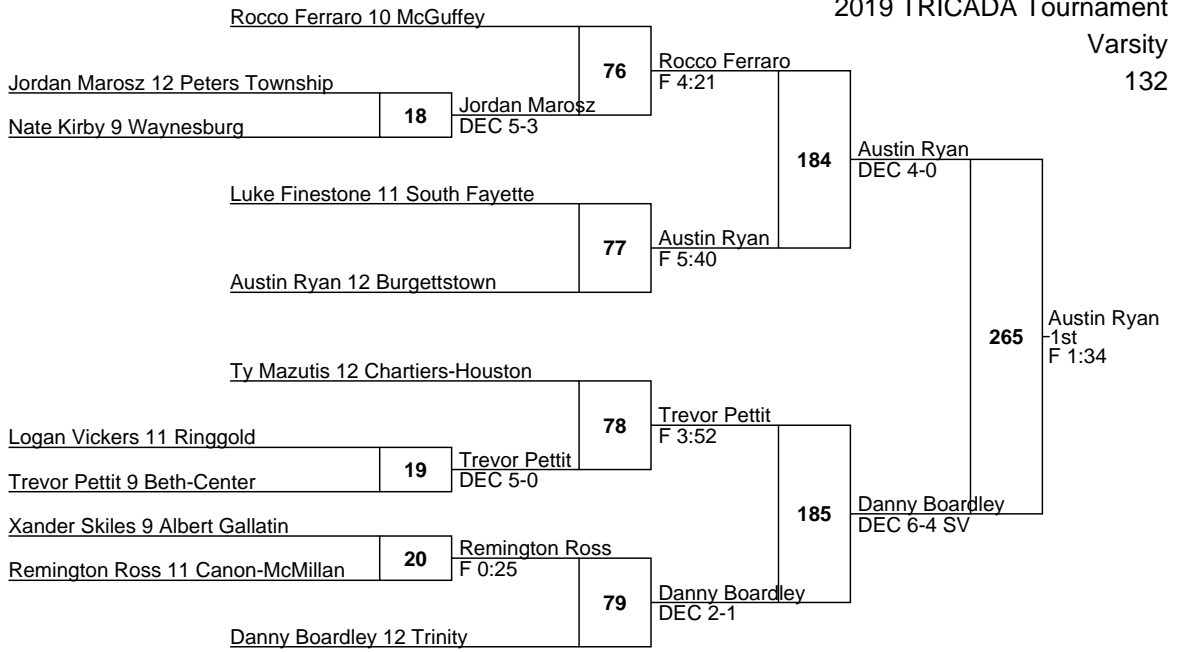 2019 TRICADA Tournament
Varsity
132
Rocco Ferraro 10 McGuffey
76
Rocco Ferraro
F 4:21
Jordan Marosz 12 Peters Township
18
Jordan Marosz
DEC 5-3
Nate Kirby 9 Waynesburg
184
Austin Ryan
DEC 4-0
Luke Finestone 11 South Fayette
77
Austin Ryan
F 5:40
Austin Ryan 12 Burgettstown
265
Austin Ryan
1st
F 1:34
Ty Mazutis 12 Chartiers-Houston
78
Trevor Pettit
F 3:52
Logan Vickers 11 Ringgold
19
Trevor Pettit
DEC 5-0
Trevor Pettit 9 Beth-Center
185
Danny Boardley
DEC 6-4 SV
Xander Skiles 9 Albert Gallatin
20
Remington Ross
F 0:25
Remington Ross 11 Canon-McMillan
79
Danny Boardley
DEC 2-1
Danny Boardley 12 Trinity